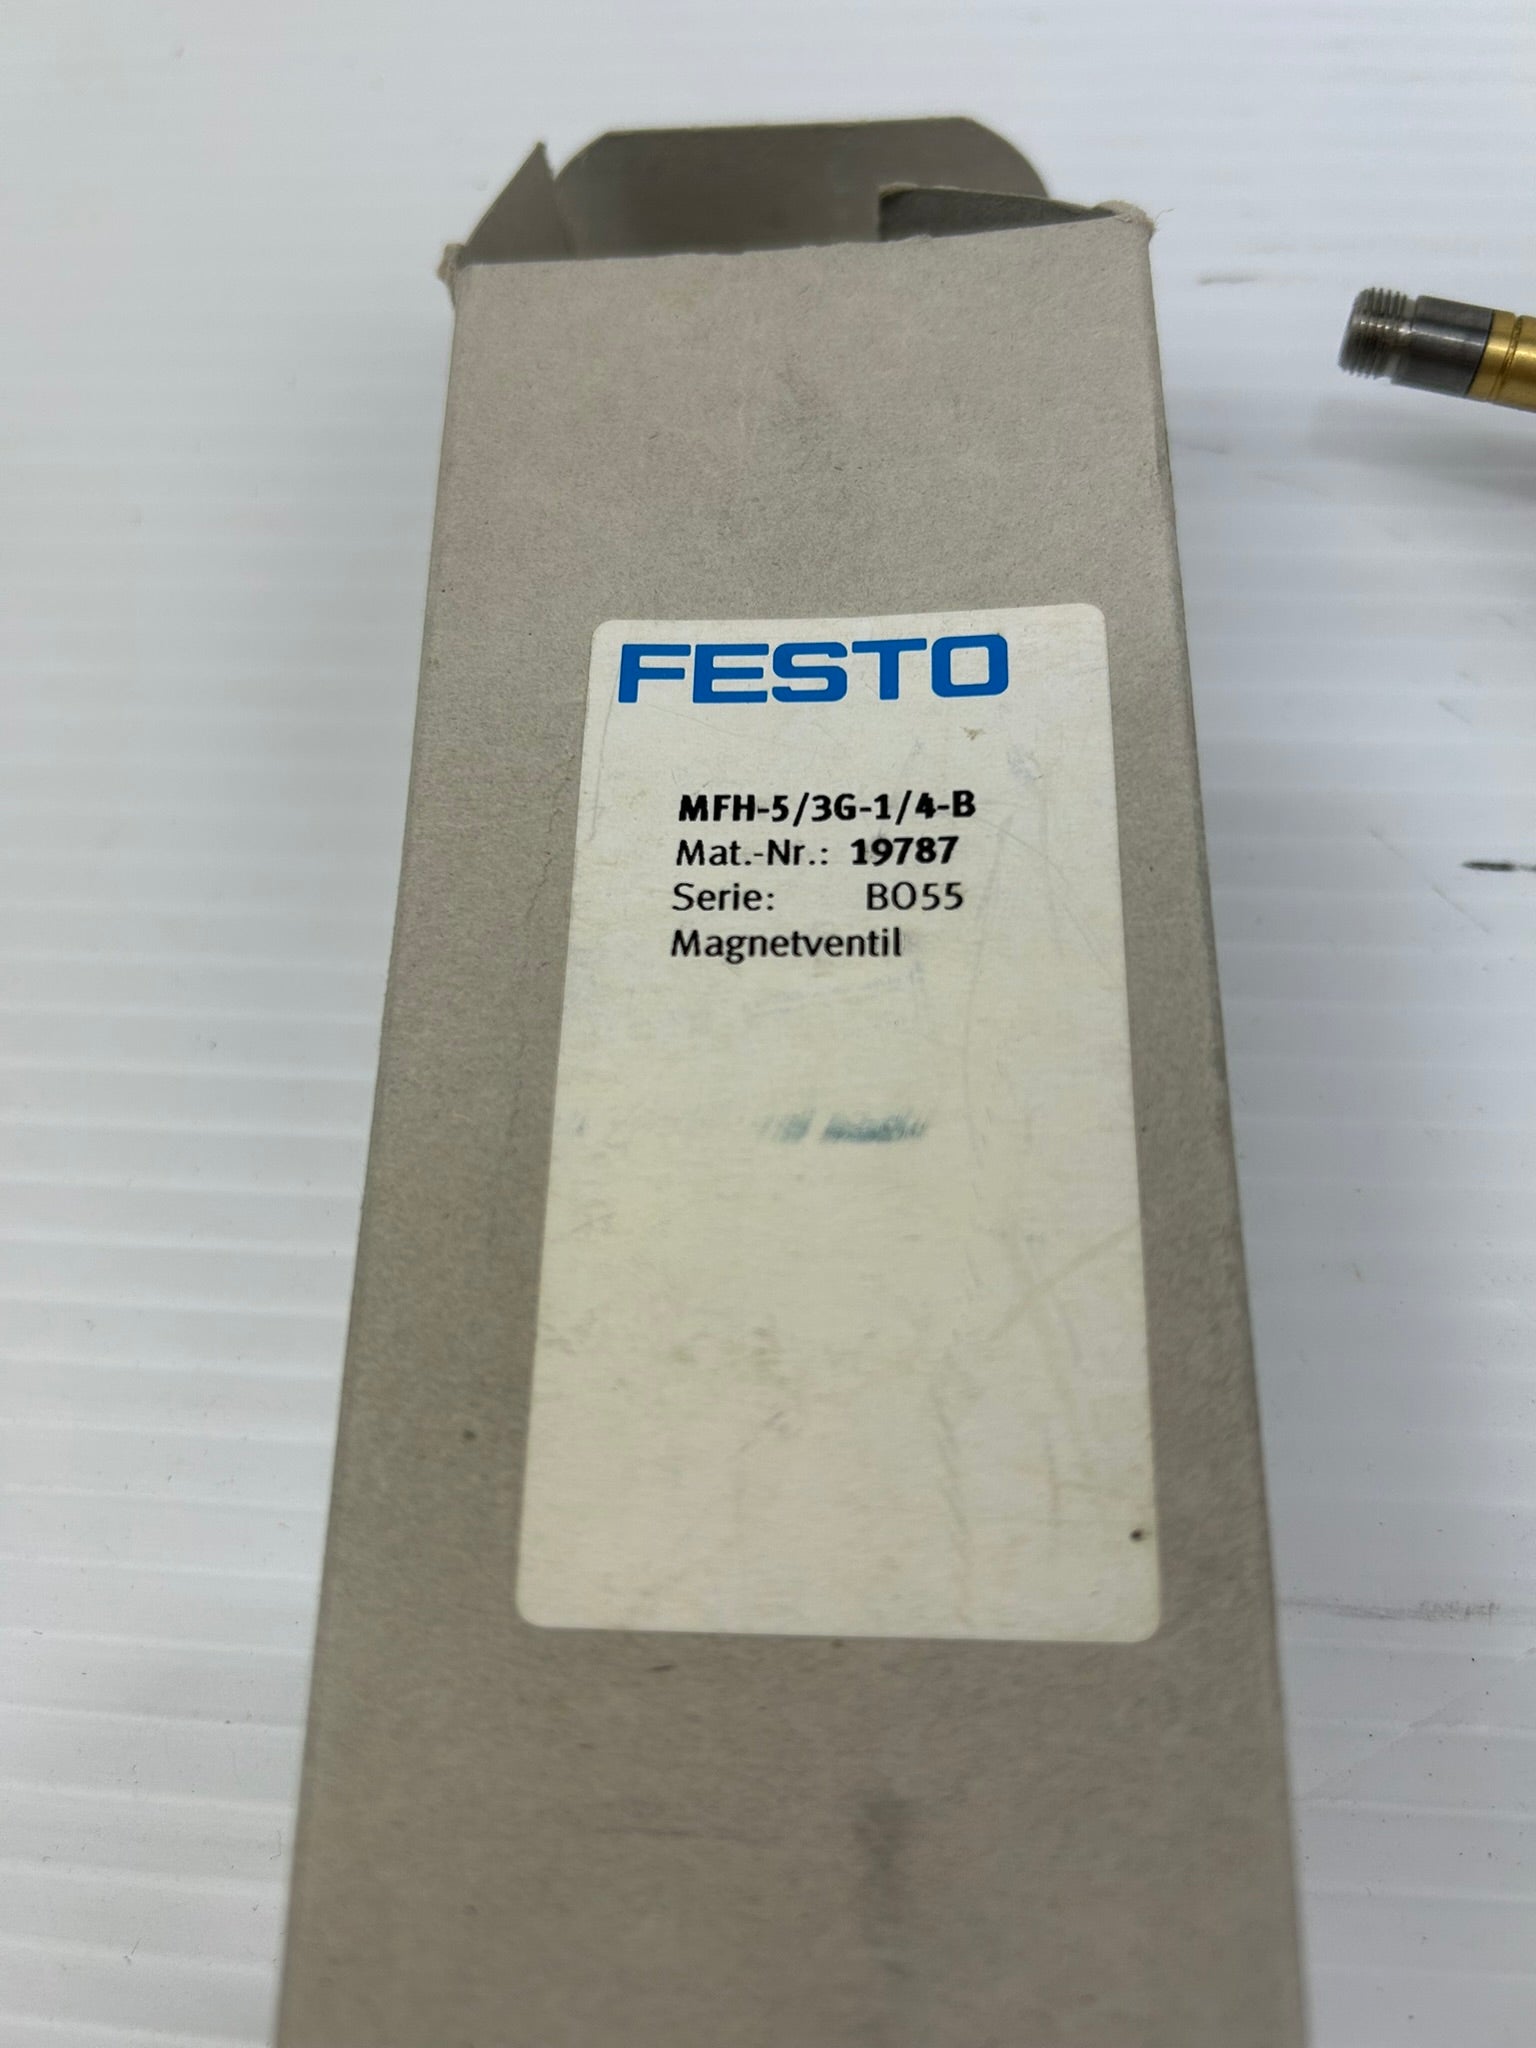 FESTO
MFH-5/3G-1/4-B
Mat.-Nr.: 19787
Serie: BO55
Magnetventil